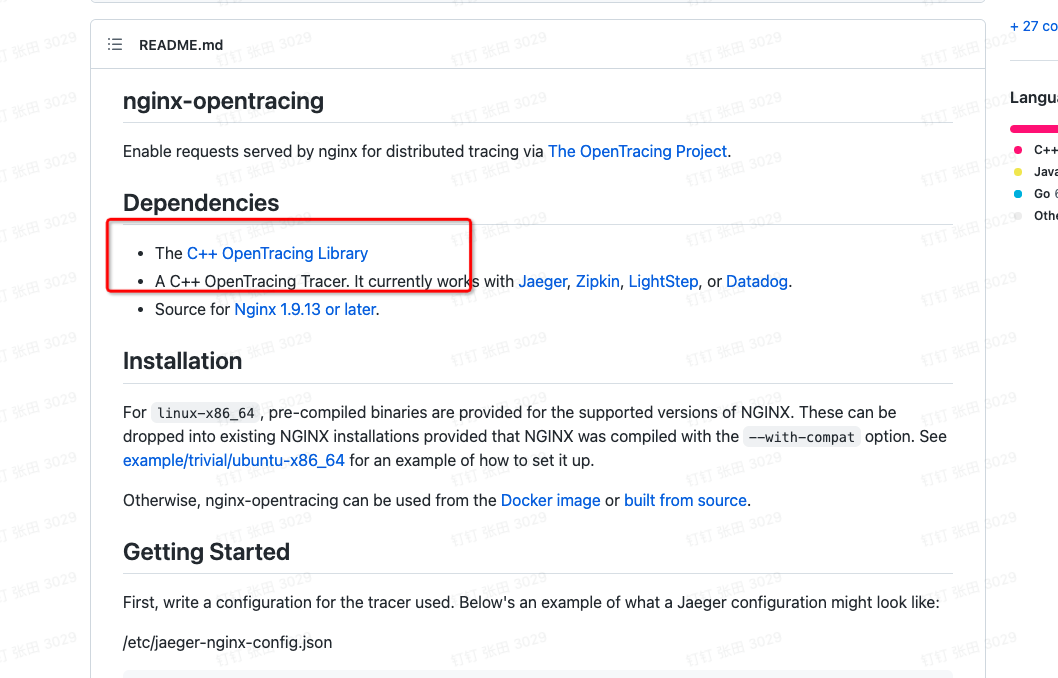 + 27 co
README.md
nginx-opentracing
Enable requests served by nginx for distributed tracing via The OpenTracing Project.
Dependencies
• The C++ OpenTracing Library
• A C++ OpenTracing Tracer. It currently works with Jaeger, Zipkin, LightStep, or Datadog.
• Source for Nginx 1.9.13 or later.
Installation
For linux-x86_64, pre-compiled binaries are provided for the supported versions of NGINX. These can be
dropped into existing NGINX installations provided that NGINX was compiled with the --with-compat option. See
example/trivial/ubuntu-x86_64 for an example of how to set it up.
Otherwise, nginx-opentracing can be used from the Docker image or built from source.
Getting Started
First, write a configuration for the tracer used. Below's an example of what a Jaeger configuration might look like:
/etc/jaeger-nginx-config.json
Langua
C++
Java
Go 6
Othe
钉钉 张田 3029